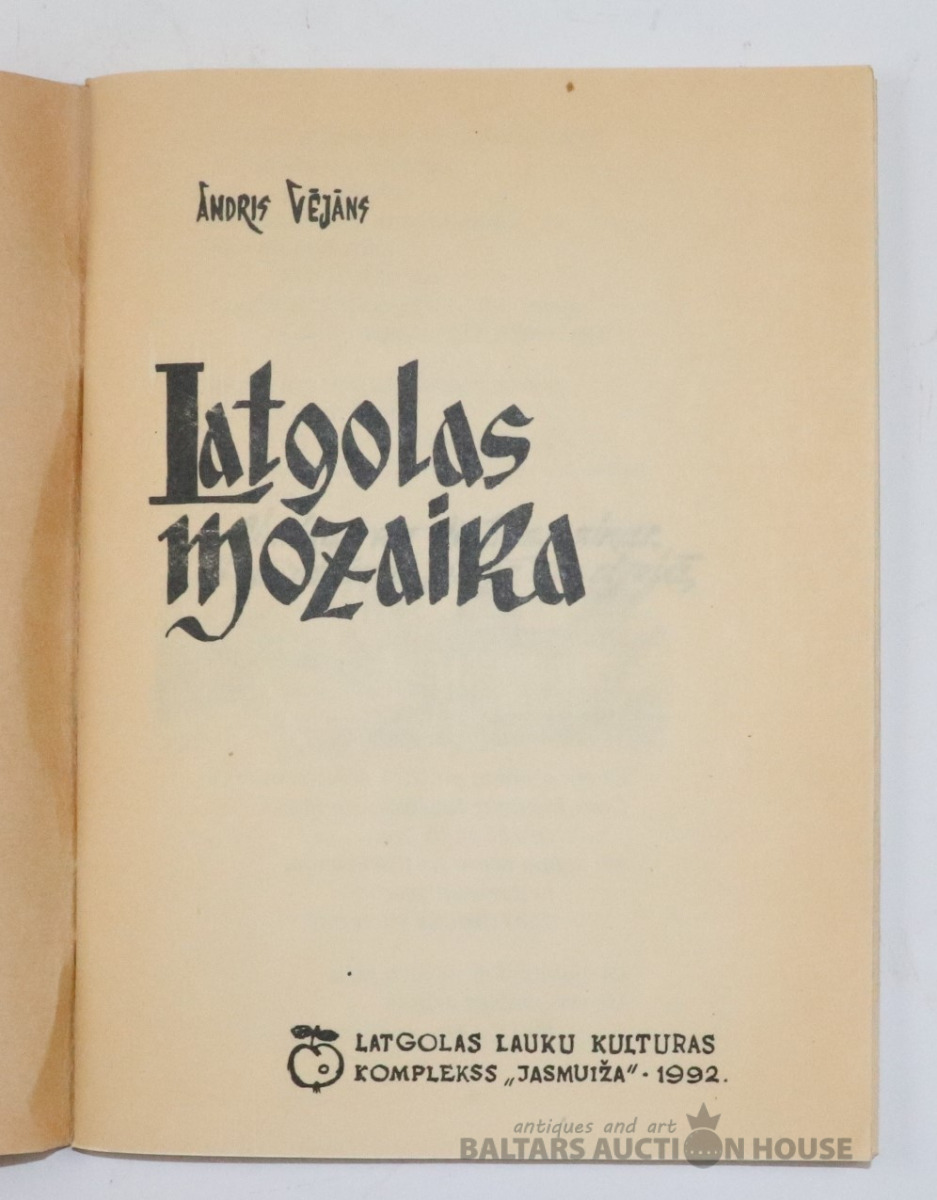 Andris Vējāns
Latgolas
mozaika
LATGOLAS LAUKU KULTURAS
KOMPLEKSS „JASMUIŽA" · 1992.
antiques and art
BALTARS AUCTION HOUSE